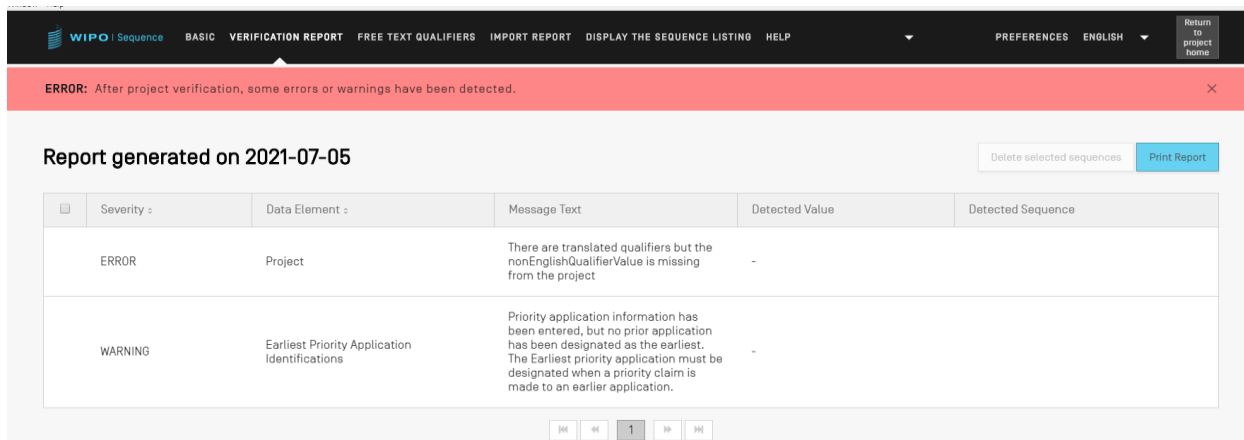 WIPO | Sequence BASIC VERIFICATION REPORT FREE TEXT QUALIFIERS IMPORT REPORT DISPLAY THE SEQUENCE LISTING HELP PREFERENCES ENGLISH
Return
to
project
home
ERROR: After project verification, some errors or warnings have been detected.
Report generated on 2021-07-05
Delete selected sequences
Print Report
Severity Data Element Message Text Detected Value Detected Sequence
ERROR
Project
There are translated qualifiers but the
nonEnglishQualifierValue is missing
from the project
-
WARNING
Earliest Priority Application
Identifications
Priority application information has
been entered, but no prior application
has been designated as the earliest.
The Earliest priority application must be
designated when a priority claim is
made to an earlier application.
-
1